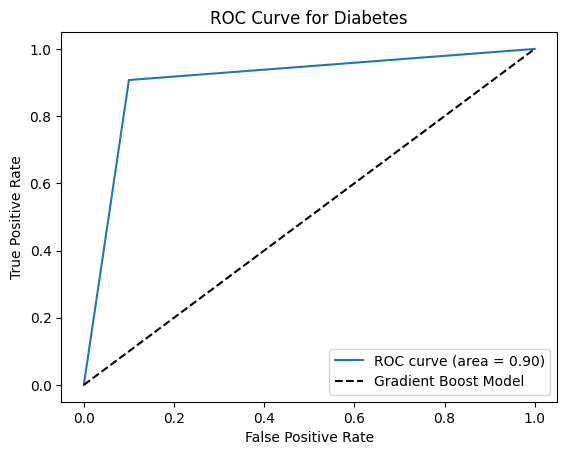 ROC Curve for Diabetes
1.0
0.8
0.6
0.4
0.2
0.0
True Positive Rate
ROC curve (area = 0.90)
Gradient Boost Model
0.0 0.2 0.4 0.6 0.8 1.0
False Positive Rate